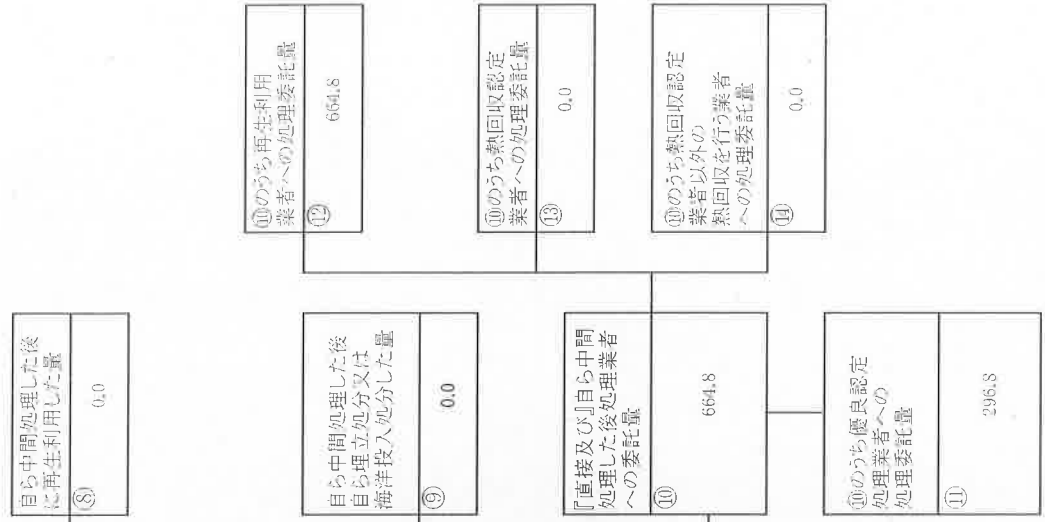 自ら中間処理した後
に再生利用した量
⑧
0.0
自ら中間処理した後
自ら埋立処分又は
海洋投入処分した量
⑨
0.0
『直接及び』自ら中間
処理した後処理業者
への委託量
⑩
664.8
⑩のうち優良認定
処理業者への
処理委託量
⑪
296.8
⑩のうち再生利用
業者への処理委託量
⑫
664.8
⑩のうち熱回収認定
業者への処理委託量
⑬
0.0
⑩のうち熱回収認定
業者以外の
熱回収を行う業者
への処理委託量
⑭
0.0